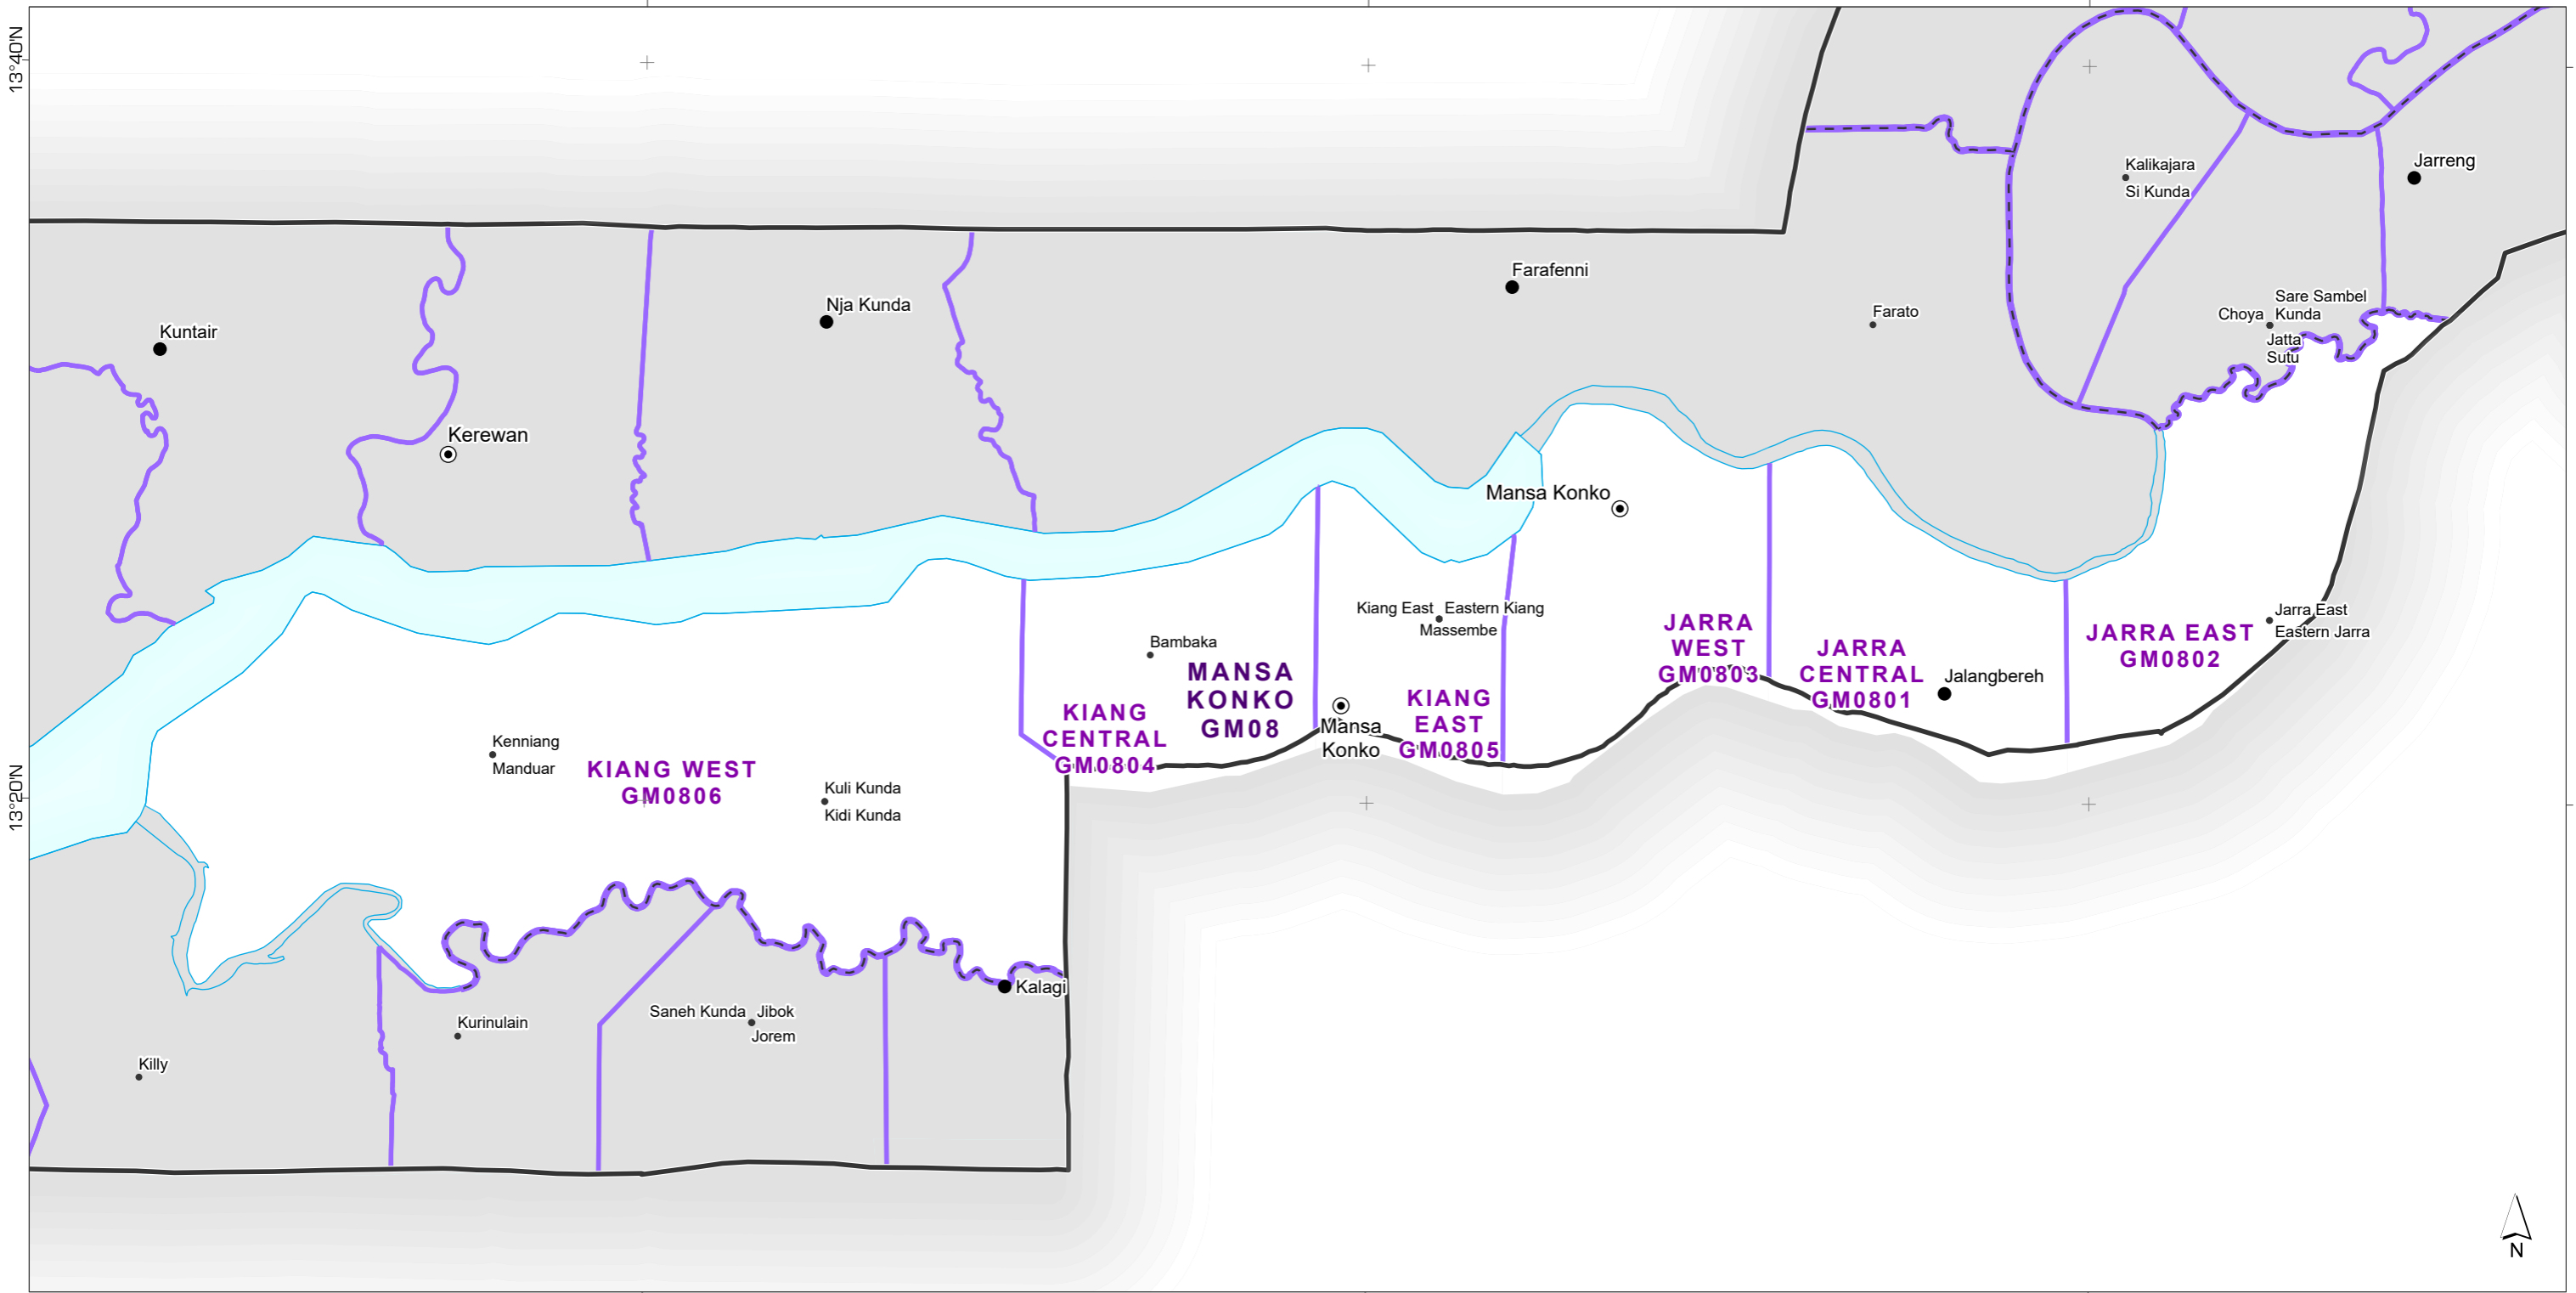 13°40'N
Kalikajara
Si Kunda
Jarreng
Farafenni
Nja Kunda
Sare Sambel
Choya Kunda
Jatta
Sutu
Farato
Kuntair
Kerewan
Mansa Konko
Kiang East Eastern Kiang
Massembe
Jarra East
Eastern Jarra
JARRA
WEST
GM0803
JARRA EAST
GM0802
Bambaka
JARRA
CENTRAL
GM0801
Jalangbereh
MANSA
KONKO
GM08
KIANG
EAST
GM0805
KIANG
CENTRAL
GM0804
Mansa
Konko
Kenniang
Manduar
KIANG WEST
GM0806
Kuli Kunda
Kidi Kunda
13°20'N
Kalagi
Saneh Kunda Jibok
Jorem
Kurinulain
Killy
N